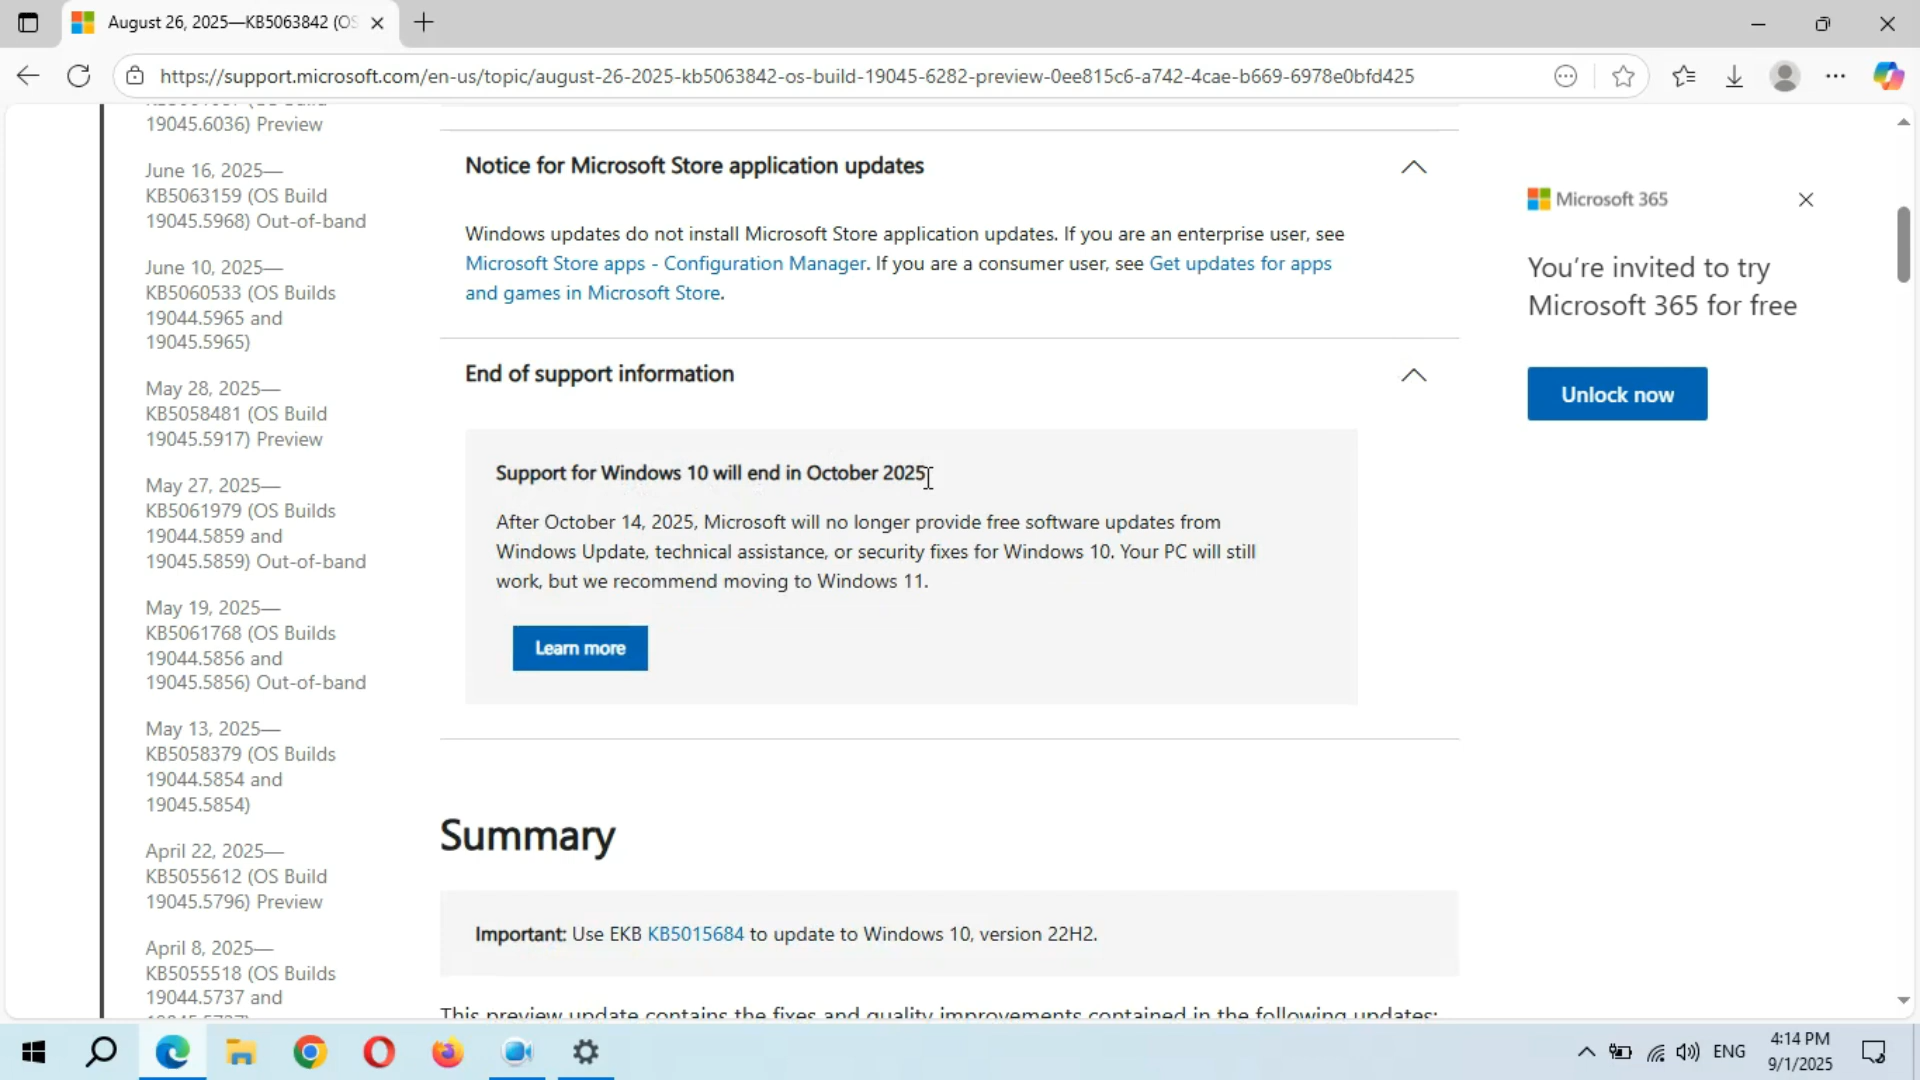 August 26, 2025—KB5063842 (OS
https://support.microsoft.com/en-us/topic/august-26-2025-kb5063842-os-build-19045-6282-preview-0ee815c6-a742-4cae-b669-6978e0bfd425
19045.6036) Preview
June 16, 2025—
KB5063159 (OS Build
19045.5968) Out-of-band
June 10, 2025—
KB5060533 (OS Builds
19044.5965 and
19045.5965)
May 28, 2025—
KB5058481 (OS Build
19045.5917) Preview
May 27, 2025—
KB5061979 (OS Builds
19044.5859 and
19045.5859) Out-of-band
May 19, 2025—
KB5061768 (OS Builds
19044.5856 and
19045.5856) Out-of-band
May 13, 2025—
KB5058379 (OS Builds
19044.5854 and
19045.5854)
April 22, 2025—
KB5055612 (OS Build
19045.5796) Preview
April 8, 2025—
KB5055518 (OS Builds
19044.5737 and
Notice for Microsoft Store application updates
Windows updates do not install Microsoft Store application updates. If you are an enterprise user, see
Microsoft Store apps - Configuration Manager. If you are a consumer user, see Get updates for apps
and games in Microsoft Store.
End of support information
Support for Windows 10 will end in October 2025
After October 14, 2025, Microsoft will no longer provide free software updates from
Windows Update, technical assistance, or security fixes for Windows 10. Your PC will still
work, but we recommend moving to Windows 11.
Learn more
Summary
Important: Use EKB KB5015684 to update to Windows 10, version 22H2.
This preview update contains the fixes and quality improvements contained in the following updates:
Microsoft 365
You're invited to try
Microsoft 365 for free
Unlock now
ENG
4:14 PM
9/1/2025